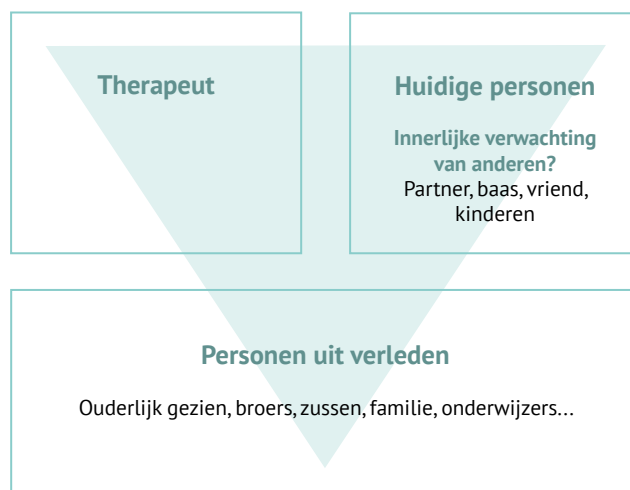 Therapeut
Huidige personen
Innerlijke verwachting
van anderen?
Partner, baas, vriend,
kinderen
Personen uit verleden
Ouderlijk gezien, broers, zussen, familie, onderwijzers...